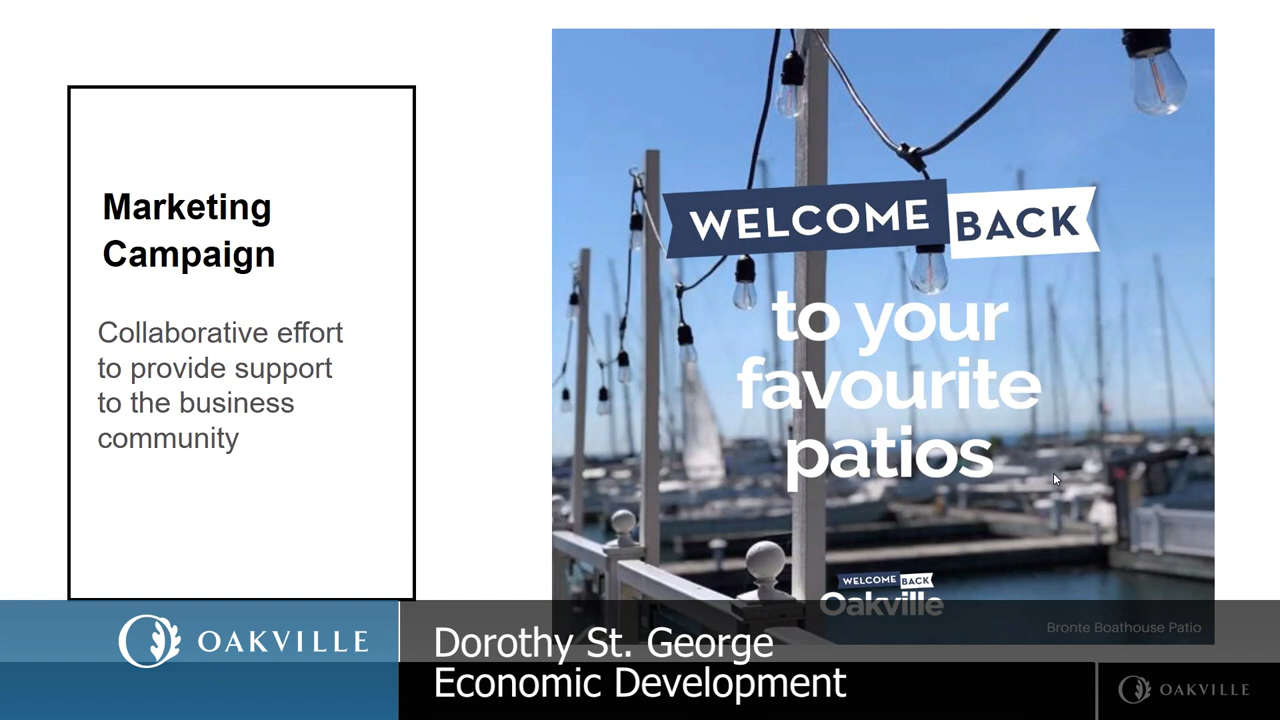 Marketing
Campaign
Collaborative effort
to provide support
to the business
community
WELCOME BACK
to your
favourite
patios
WELCOME BACK
Oakville
Bronte Boathouse Patio
OAKVILLE
Dorothy St. George
Economic Development
OAKVILLE